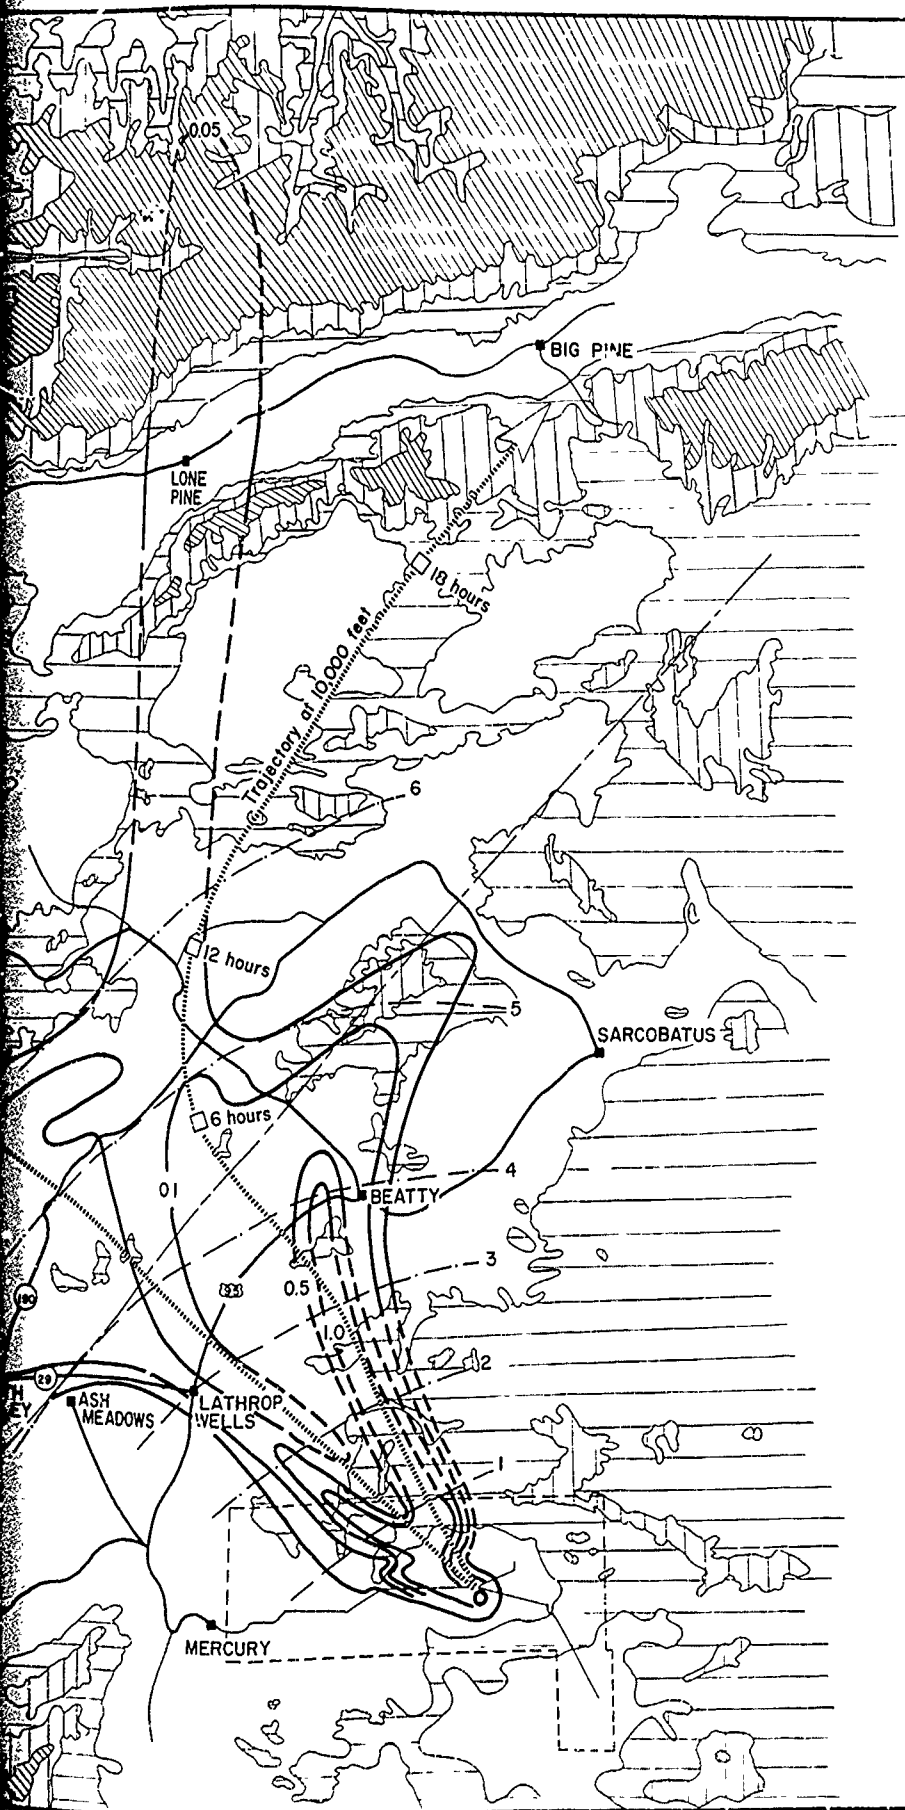 0.05
BIG PINE
LONE
PINE
18 hours
Trajectory at 10,000 feet
6
12 hours
5
SARCOBATUS
6 hours
4
01
BEATTY
3
95
0.5
190
1.0
2
29
ASH
MEADOWS
LATHROP
WELLS
1
MERCURY